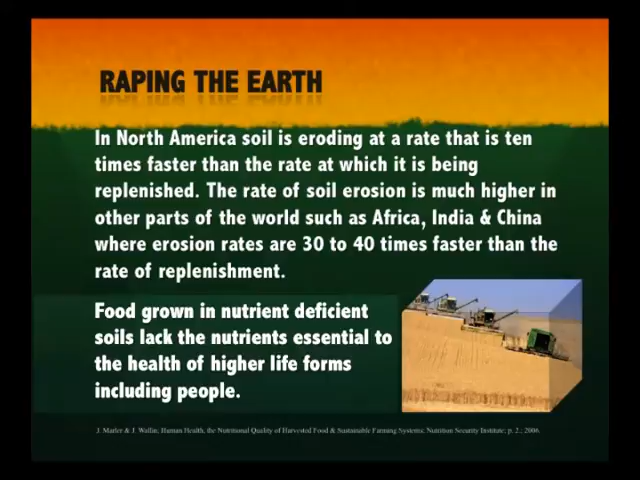 RAPING THE EARTH
In North America soil is eroding at a rate that is ten
times faster than the rate at which it is being
replenished. The rate of soil erosion is much higher in
other parts of the world such as Africa, India & China
where erosion rates are 30 to 40 times faster than the
rate of replenishment.
Food grown in nutrient deficient
soils lack the nutrients essential to
the health of higher life forms
including people.
J. Marler & J. Wallin; Human Health, the Nutritional Quality of Harvested Food & Sustainable Farming Systems; Nutrition Security Institute; p. 2.; 2006.